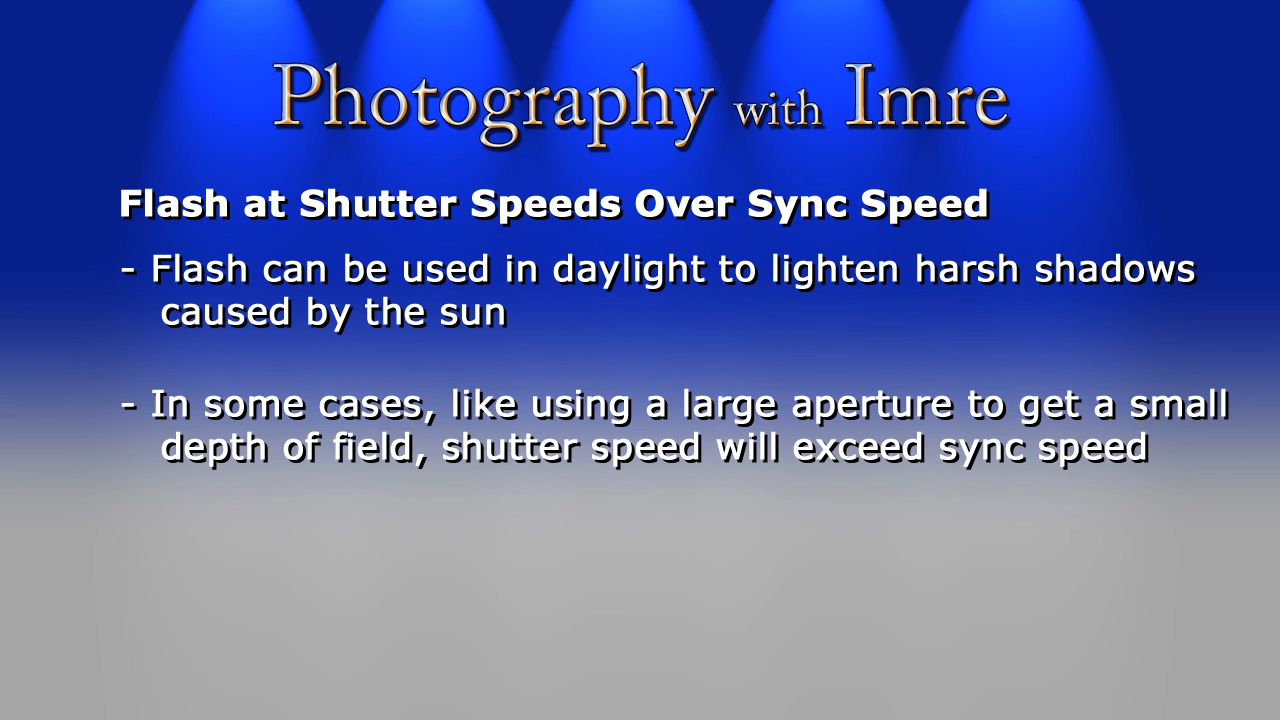 Photography with Imre
Flash at Shutter Speeds Over Sync Speed
- Flash can be used in daylight to lighten harsh shadows
caused by the sun
- In some cases, like using a large aperture to get a small
depth of field, shutter speed will exceed sync speed